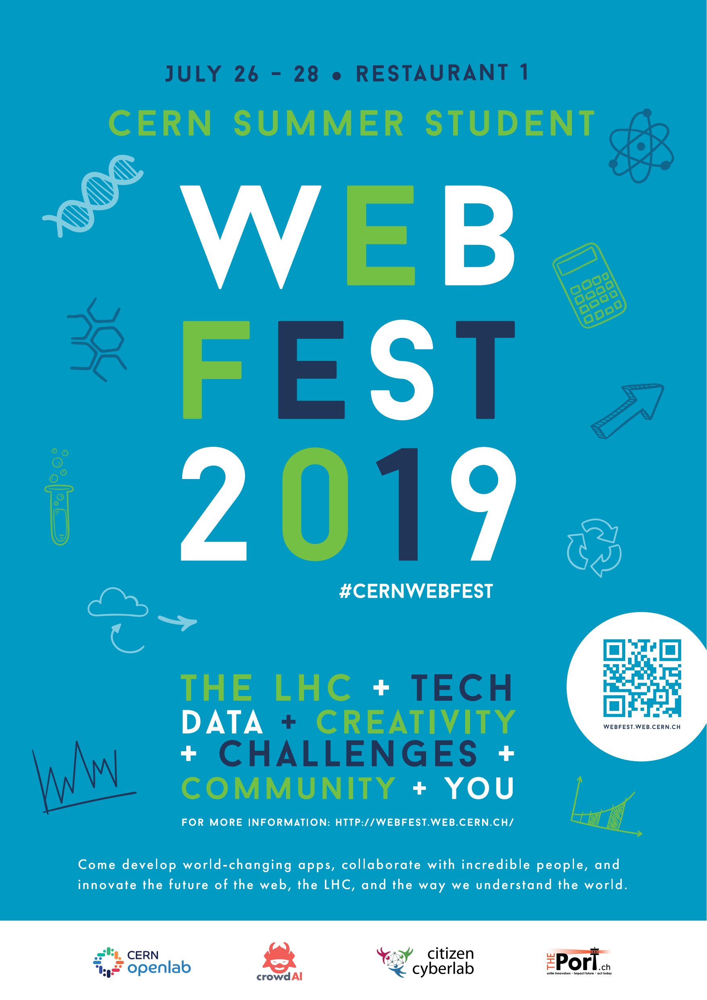 JULY 26 - 28 • RESTAURANT 1
CERN SUMMER STUDENT
WEB
FEST
2019
#CERNWEBFEST
THE LHC + TECH
DATA + CREATIVITY
+ CHALLENGES +
COMMUNITY + YOU
WEBFEST.WEB.CERN.CH
FOR MORE INFORMATION: HTTP://WEBFEST.WEB.CERN.CH/
Come develop world-changing apps, collaborate with incredible people, and
innovate the future of the web, the LHC, and the way we understand the world.
CERN
openlab
crowdAI
citizen
cyberlab
THE Port.ch
unite innovators • impact future • act today